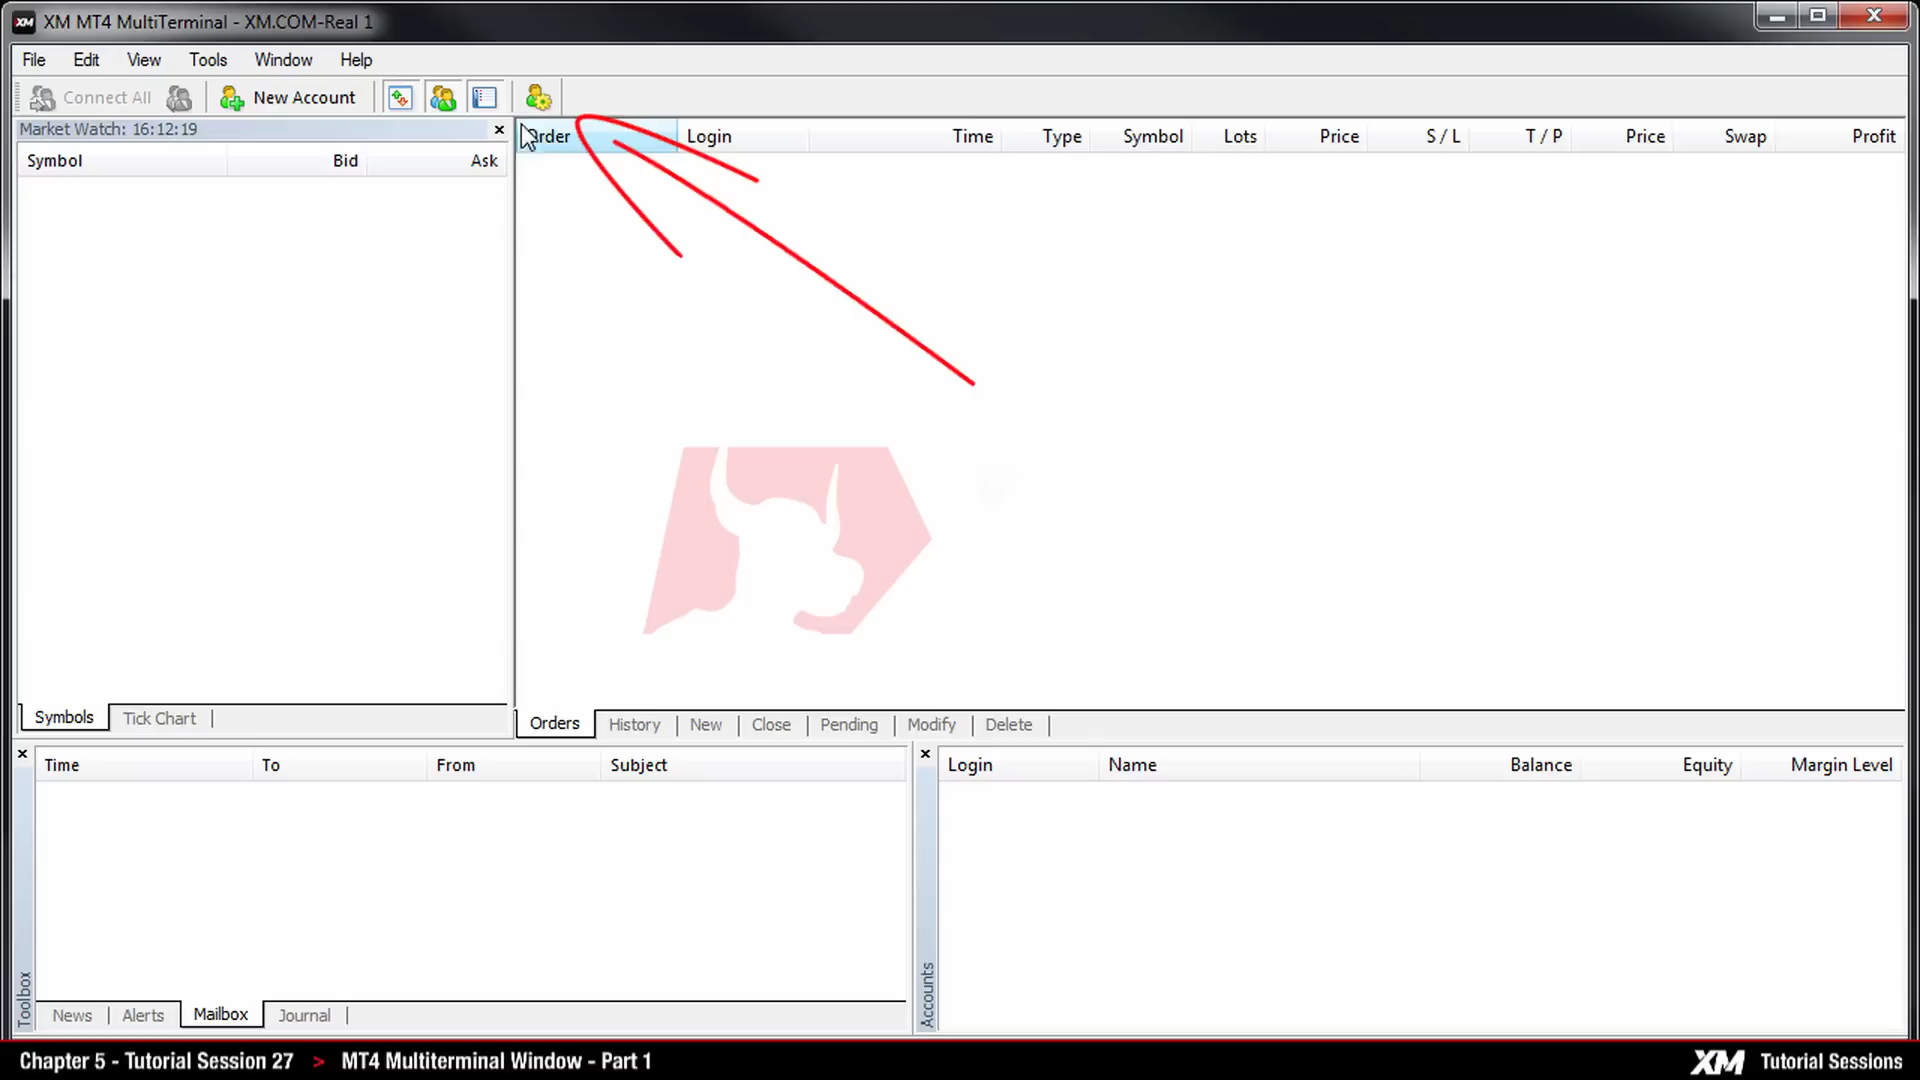 XM XM MT4 MultiTerminal - XM.COM-Real 1
File Edit View Tools Window Help
Connect All New Account
Market Watch: 16:12:19
Symbol Bid Ask
Order Login Time Type Symbol Lots Price S / L T / P Price Swap Profit
Symbols Tick Chart
Orders History New Close Pending Modify Delete
Time To From Subject
Login Name Balance Equity Margin Level
Toolbox
Accounts
News Alerts Mailbox Journal
Chapter 5 - Tutorial Session 27 > MT4 Multiterminal Window - Part 1
XM Tutorial Sessions